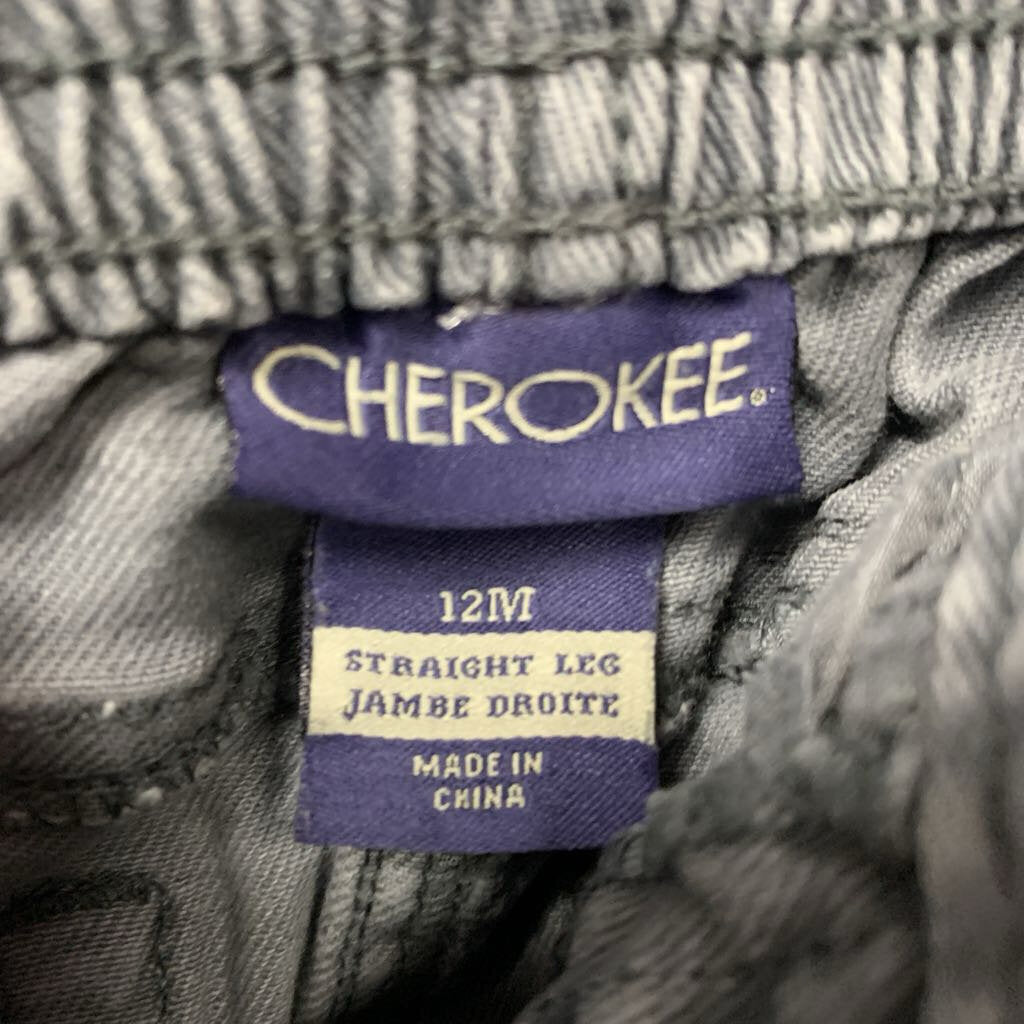 CHEROKEE
12M
STRAIGHT LEG
JAMBE DROITE
MADE IN
CHINA